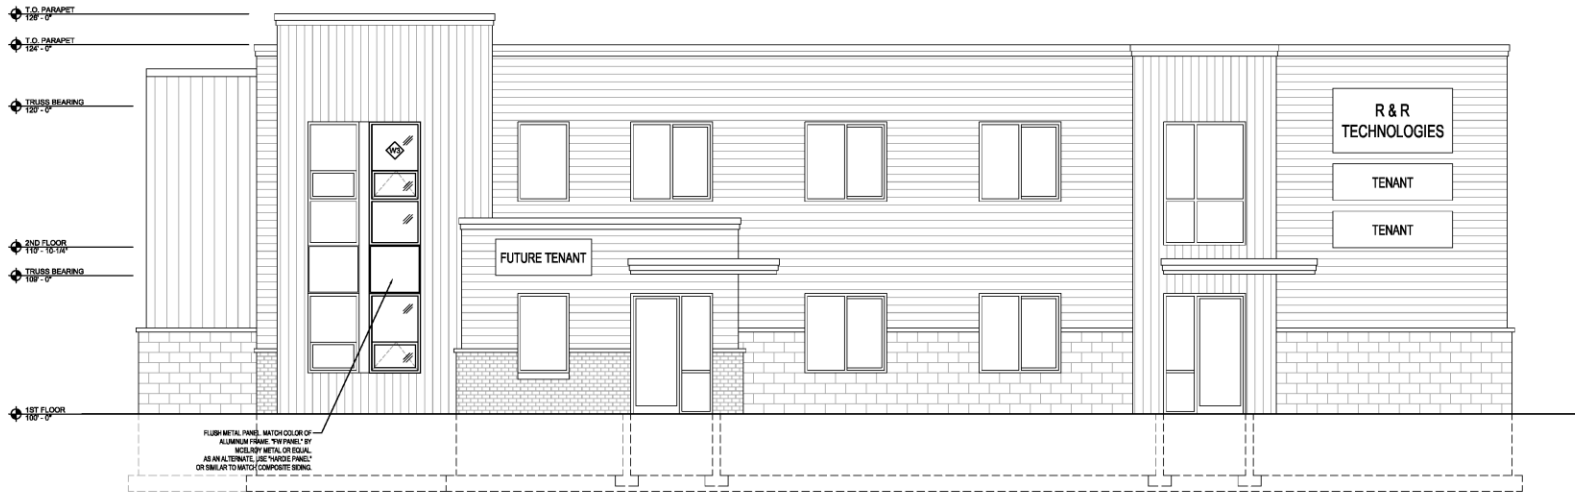 T.O. PARAPET
126' - 0"
T.O. PARAPET
124' - 0"
TRUSS BEARING
120' - 0"
2ND FLOOR
110' - 10-1/4"
TRUSS BEARING
109' - 0"
1ST FLOOR
100' - 0"
W3
FUTURE TENANT
R & R
TECHNOLOGIES
TENANT
TENANT
FLUSH METAL PANEL. MATCH COLOR OF
ALUMINUM FRAME. "FW PANEL" BY
MCELROY METAL OR EQUAL.
AS AN ALTERNATE, USE "HARDIE PANEL"
OR SIMILAR TO MATCH COMPOSITE SIDING.